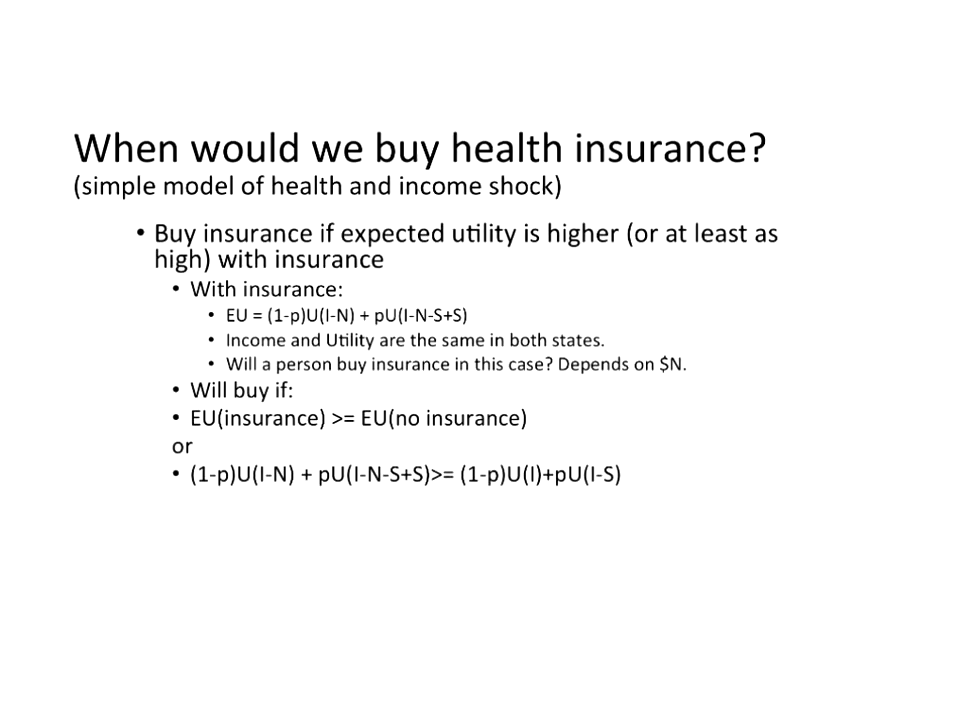 When would we buy health insurance?
(simple model of health and income shock)
• Buy insurance if expected utility is higher (or at least as
high) with insurance
• With insurance:
• EU = (1-p)U(I-N) + pU(I-N-S+S)
• Income and Utility are the same in both states.
• Will a person buy insurance in this case? Depends on $N.
• Will buy if:
• EU(insurance) >= EU(no insurance)
or
• (1-p)U(I-N) + pU(I-N-S+S)>= (1-p)U(I)+pU(I-S)